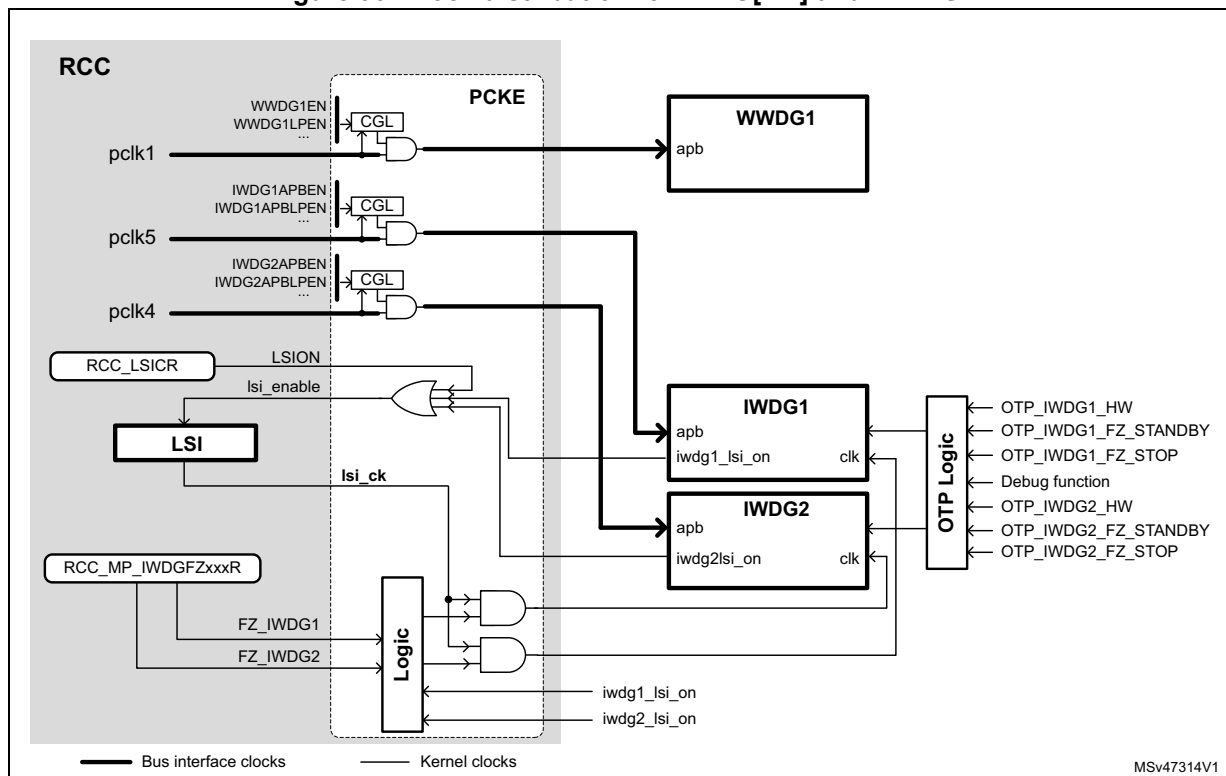 RCC
PCKE
WWDG1EN
WWDG1LPEN
...
CGL
pclk1
WWDG1
apb
IWDG1APBEN
IWDG1APBLPEN
...
CGL
pclk5
IWDG2APBEN
IWDG2APBLPEN
...
CGL
pclk4
RCC_LSICR
LSION
lsi_enable
LSI
lsi_ck
IWDG1
apb
iwdg1_lsi_on
clk
IWDG2
apb
iwdg2lsi_on
clk
OTP Logic
OTP_IWDG1_HW
OTP_IWDG1_FZ_STANDBY
OTP_IWDG1_FZ_STOP
Debug function
OTP_IWDG2_HW
OTP_IWDG2_FZ_STANDBY
OTP_IWDG2_FZ_STOP
RCC_MP_IWDGFZxxxR
FZ_IWDG1
FZ_IWDG2
Logic
iwdg1_lsi_on
iwdg2_lsi_on
Bus interface clocks
Kernel clocks
MSv47314V1